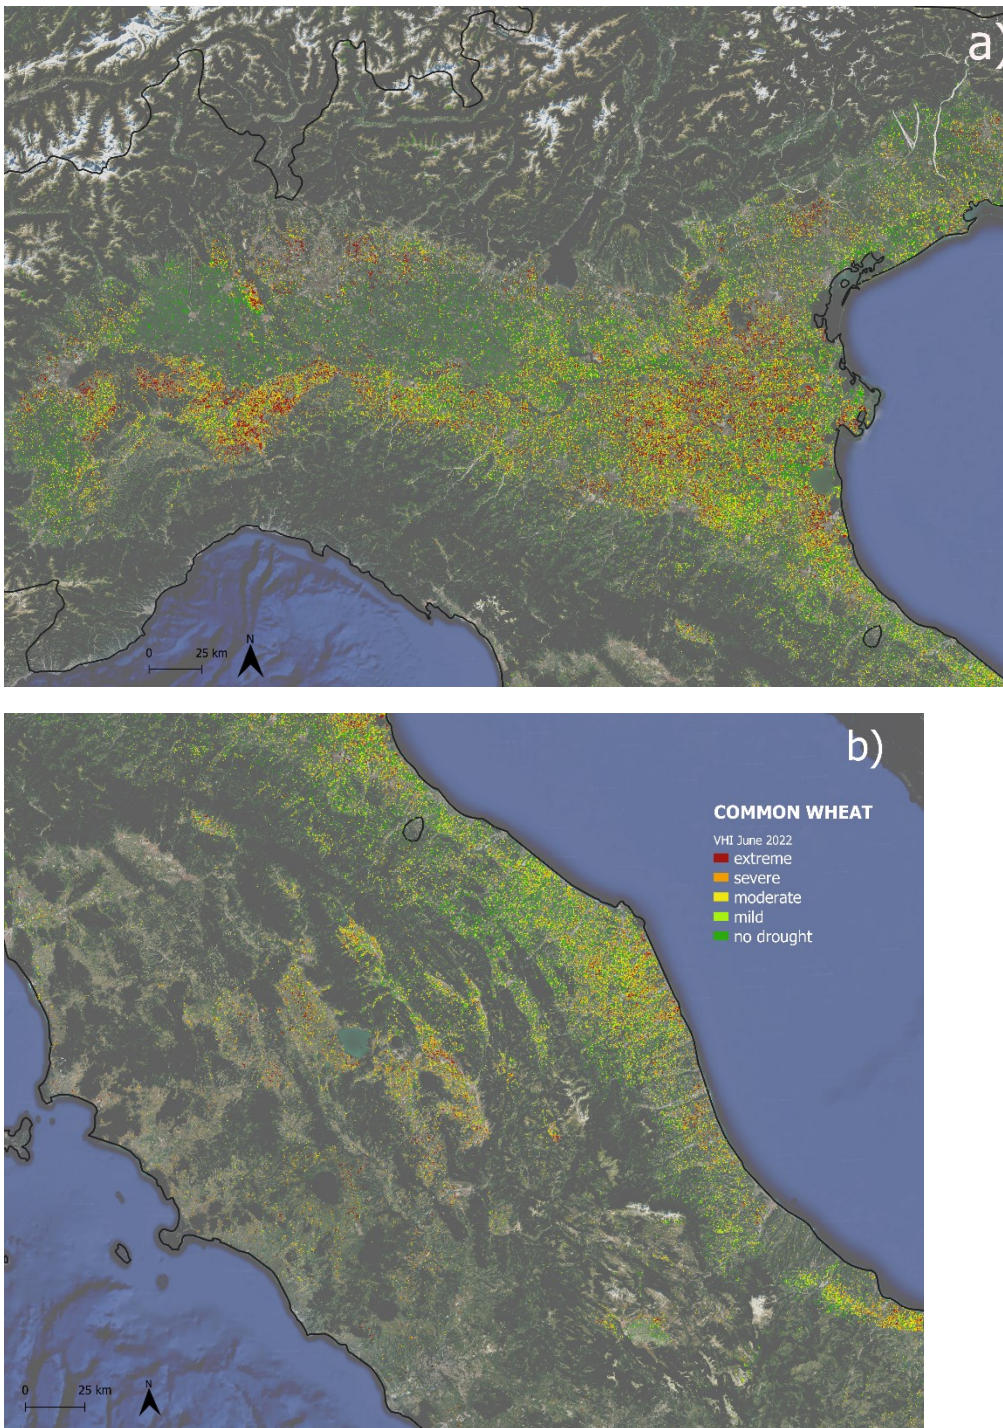 a)
N
0 25 km
b)
COMMON WHEAT
VHI June 2022
extreme
severe
moderate
mild
no drought
0 25 km
N